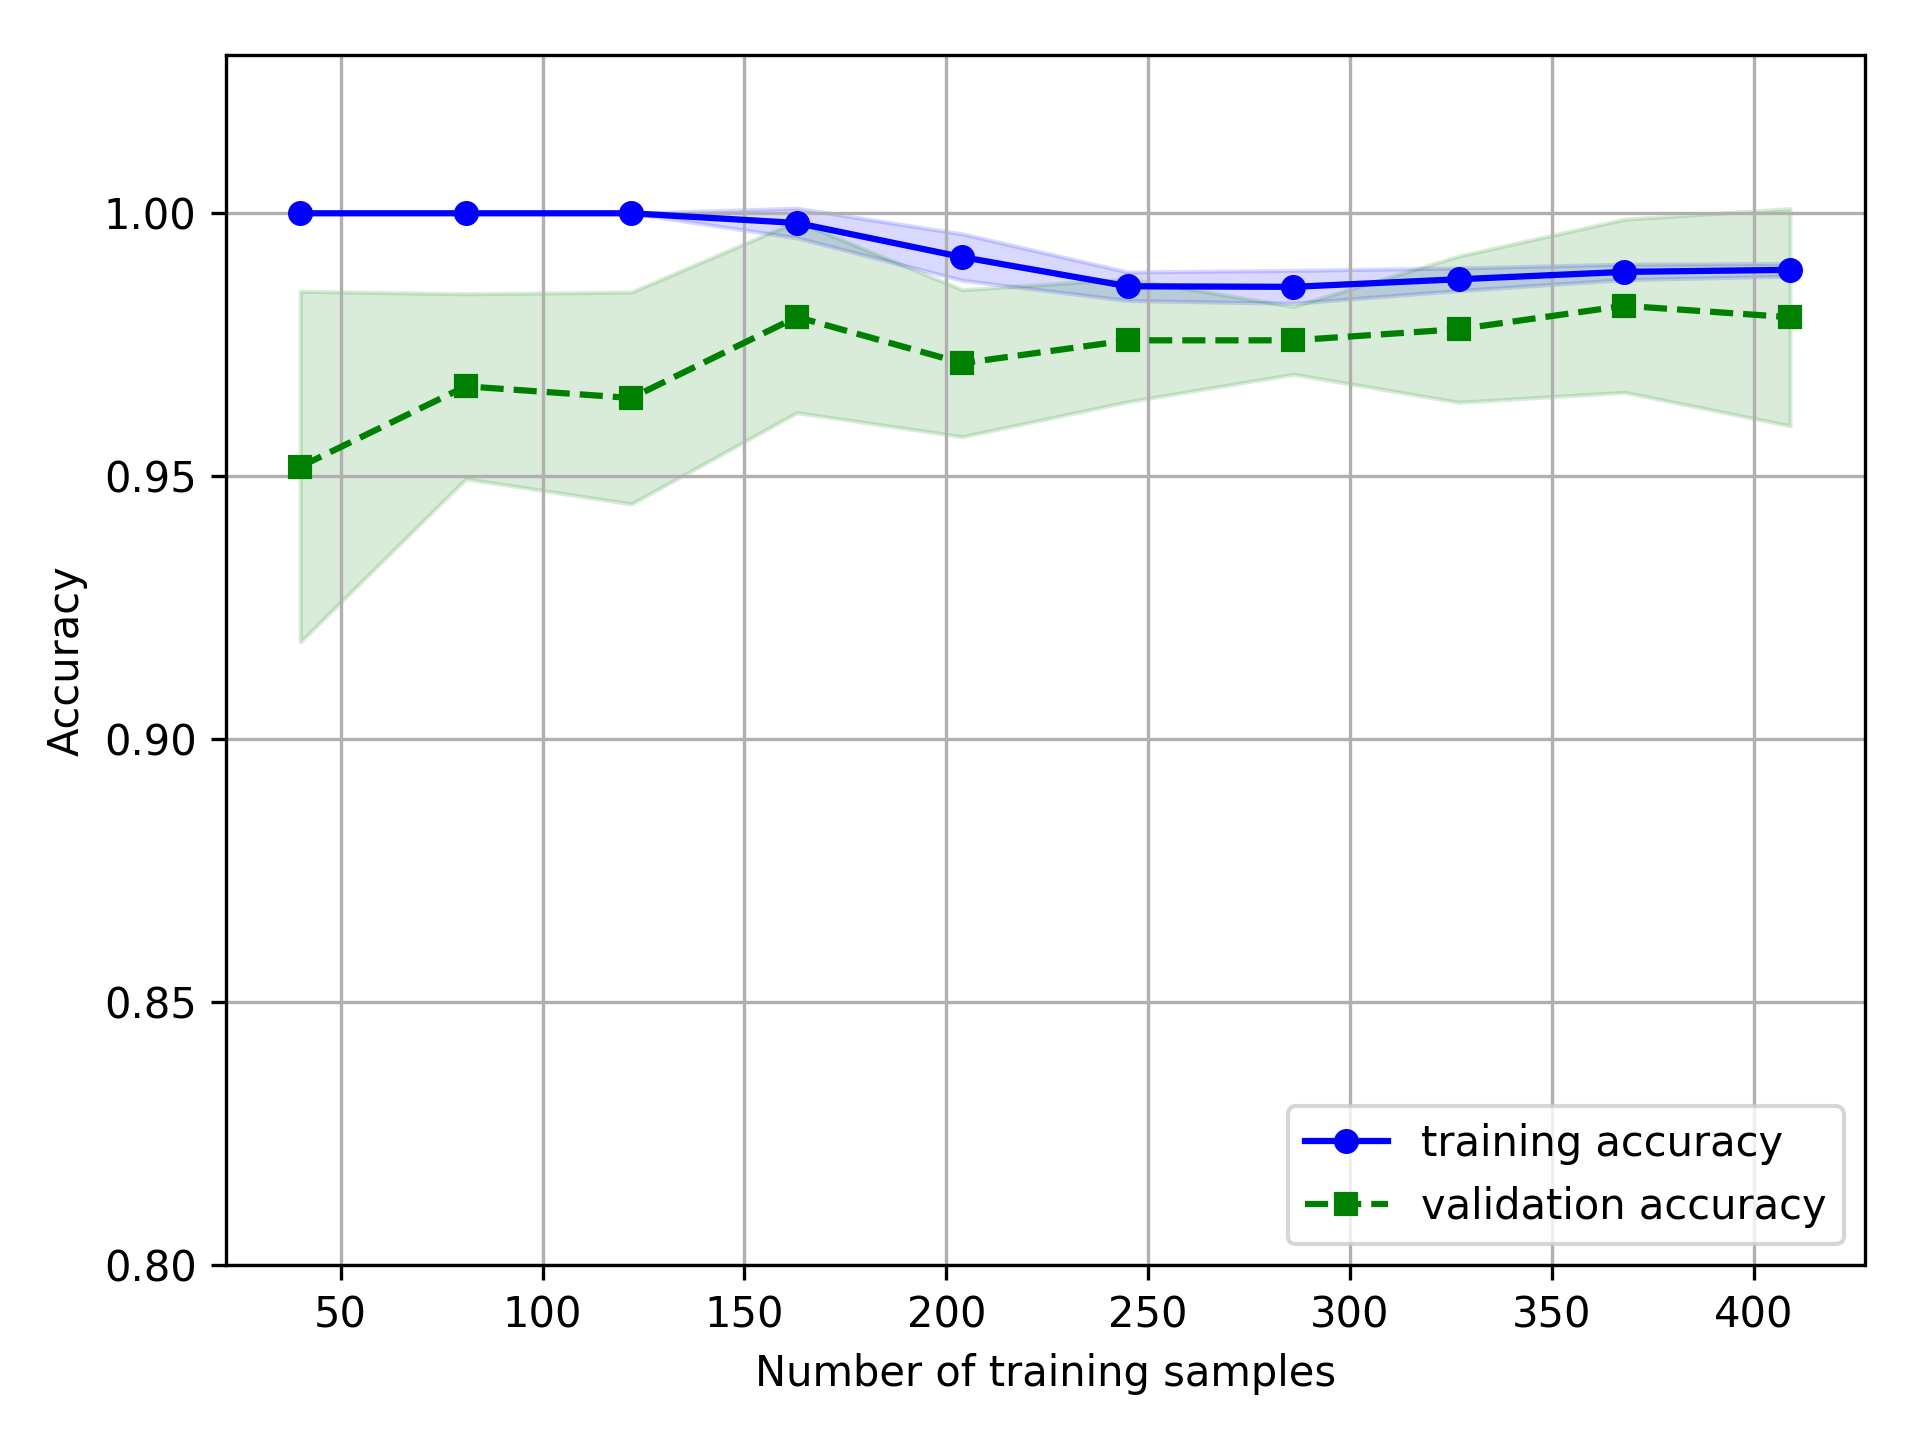 1.00
0.95
0.90
0.85
0.80
Accuracy
50 100 150 200 250 300 350 400
Number of training samples
training accuracy
validation accuracy